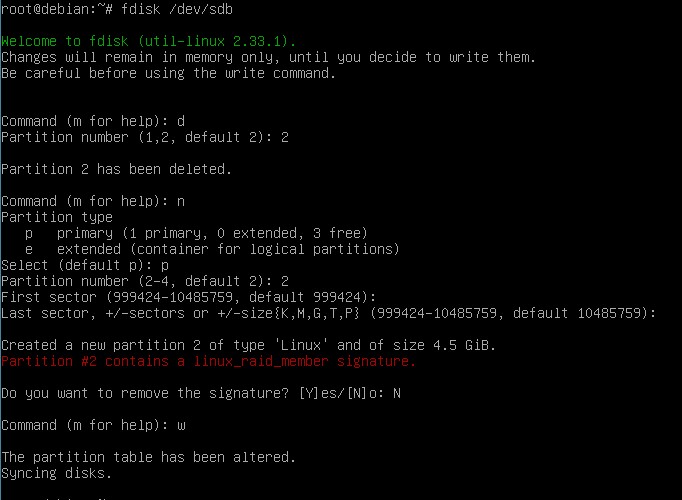 root@debian:~# fdisk /dev/sdb
Welcome to fdisk (util-linux 2.33.1).
Changes will remain in memory only, until you decide to write them.
Be careful before using the write command.
Command (m for help): d
Partition number (1,2, default 2): 2
Partition 2 has been deleted.
Command (m for help): n
Partition type
   p   primary (1 primary, 0 extended, 3 free)
   e   extended (container for logical partitions)
Select (default p): p
Partition number (2-4, default 2): 2
First sector (999424-10485759, default 999424):
Last sector, +/-sectors or +/-size{K,M,G,T,P} (999424-10485759, default 10485759):
Created a new partition 2 of type 'Linux' and of size 4.5 GiB.
Partition #2 contains a linux_raid_member signature.
Do you want to remove the signature? [Y]es/[N]o: N
Command (m for help): w
The partition table has been altered.
Syncing disks.